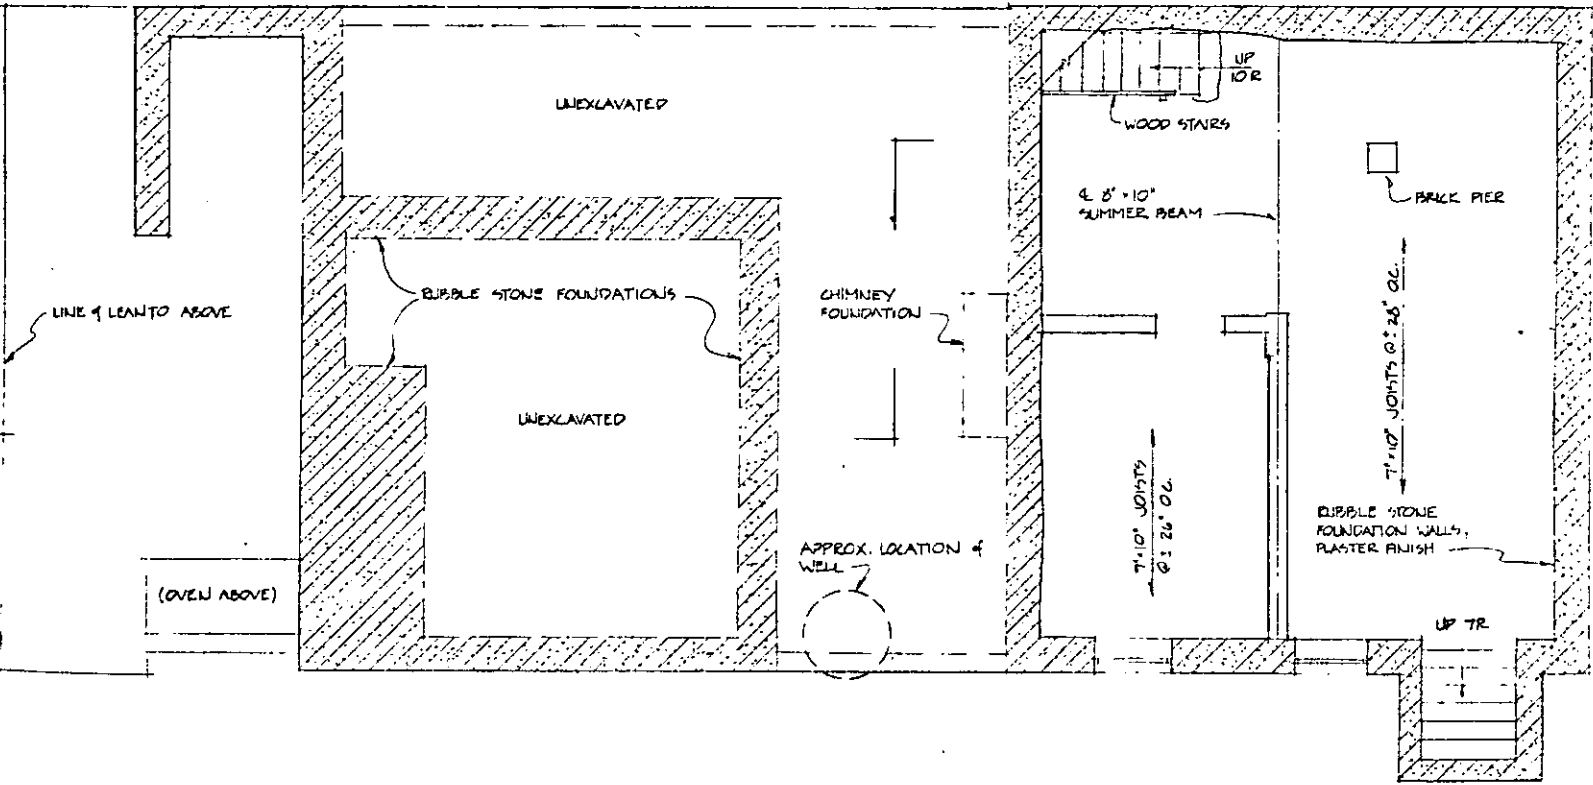 UNEXCAVATED
UP
10 R
WOOD STAIRS
℄ 8" × 10"
SUMMER BEAM
BRICK PIER
LINE of LEANTO ABOVE
RUBBLE STONE FOUNDATIONS
CHIMNEY
FOUNDATION
7"×10" JOISTS @ ± 28" O.C.
UNEXCAVATED
7"×10" JOISTS
@ ± 26" O.C.
RUBBLE STONE
FOUNDATION WALLS,
PLASTER FINISH
APPROX. LOCATION of
WELL
(OVEN ABOVE)
UP 7R